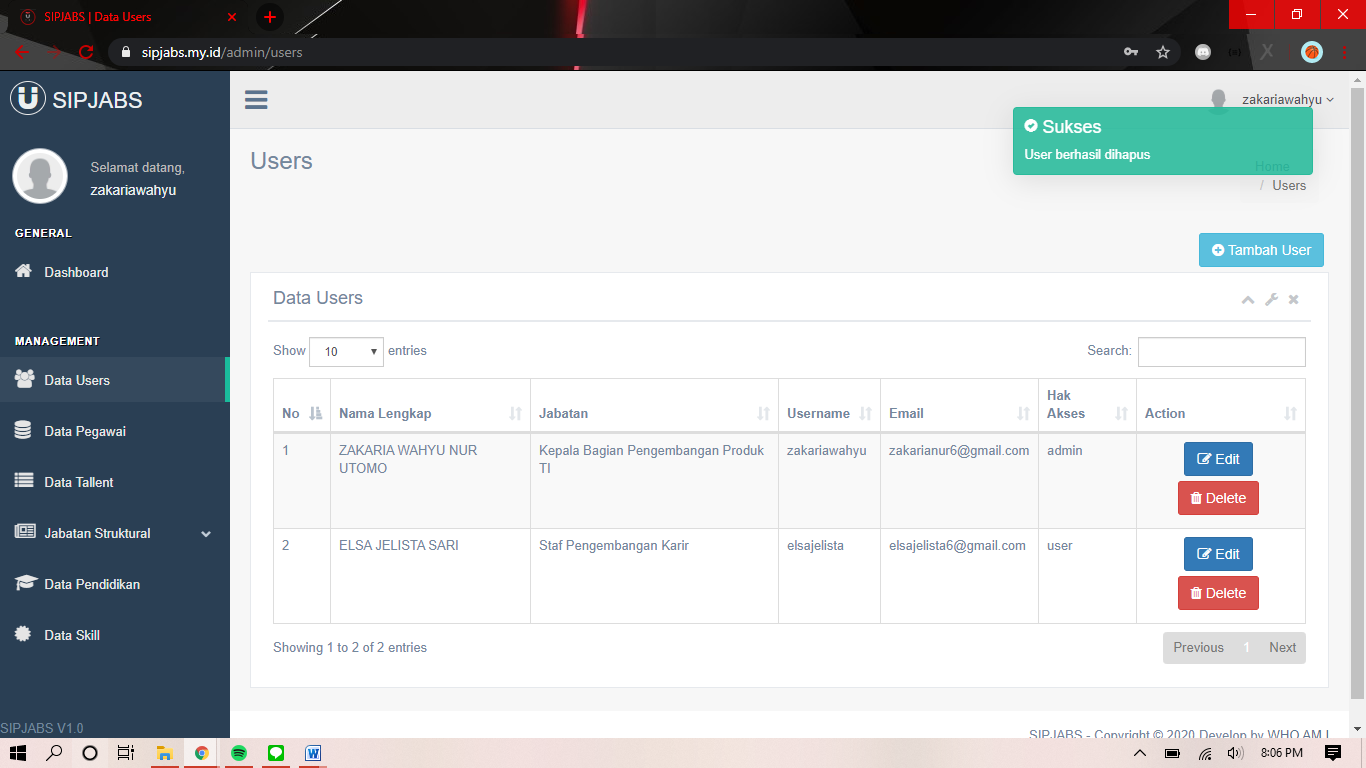 SIPJABS | Data Users
sipjabs.my.id/admin/users
SIPJABS
zakariawahyu
Selamat datang,
zakariawahyu
GENERAL
Dashboard
MANAGEMENT
Data Users
Data Pegawai
Data Tallent
Jabatan Struktural
Data Pendidikan
Data Skill
SIPJABS V1.0
Sukses
User berhasil dihapus
Users
Home
/ Users
Tambah User
Data Users
Show 10 entries
Search:
No Nama Lengkap Jabatan Username Email Hak Akses Action
1 ZAKARIA WAHYU NUR UTOMO Kepala Bagian Pengembangan Produk TI zakariawahyu zakarianur6@gmail.com admin Edit
Delete
2 ELSA JELISTA SARI Staf Pengembangan Karir elsajelista elsajelista6@gmail.com user Edit
Delete
Showing 1 to 2 of 2 entries
Previous 1 Next
SIPJABS - Copyright © 2020 Develop by WHO AM I
8:06 PM